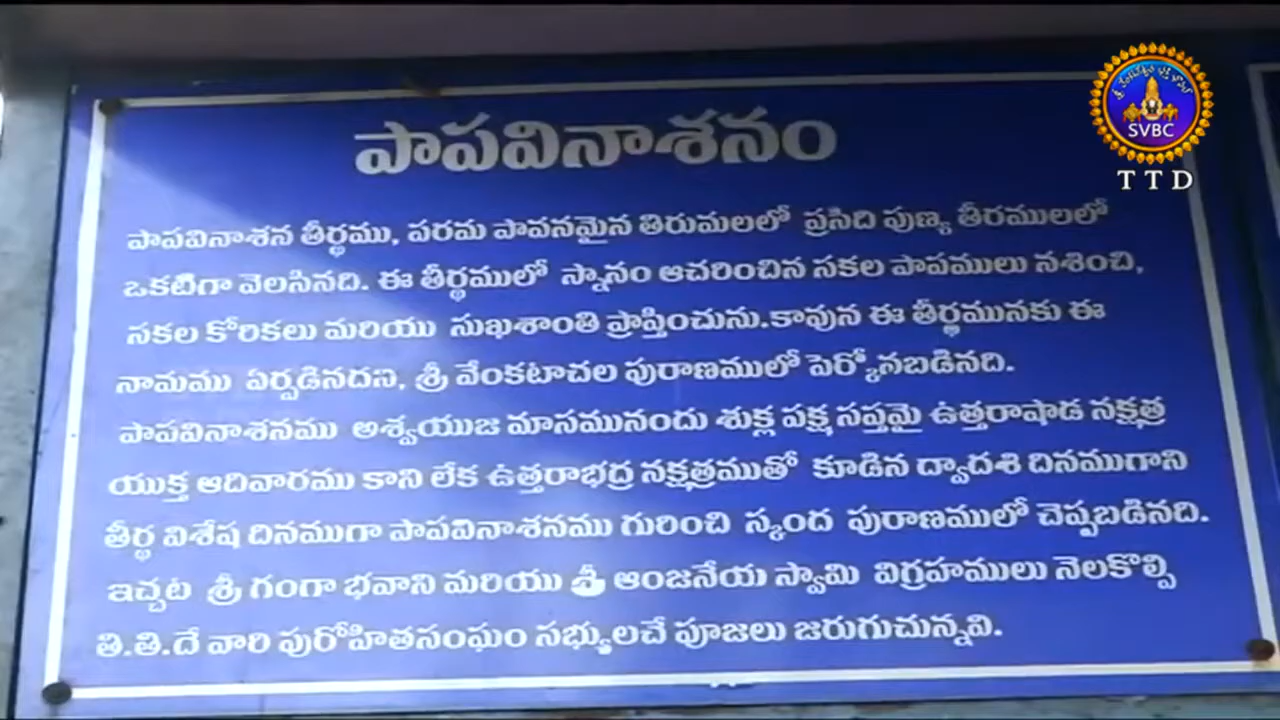 పాపవినాశనం
పాపవినాశన తీర్థము, పరమ పావనమైన తిరుమలలో ప్రసిది పుణ్య తీరములలో
ఒకటిగా వెలసినది. ఈ తీర్థములో స్నానం ఆచరించిన సకల పాపములు నశించి,
సకల కోరికలు మరియు సుఖశాంతి ప్రాప్తించును.కావున ఈ తీర్థమునకు ఈ
నామము ఏర్పడినదని, శ్రీ వేంకటాచల పురాణములో పెర్కోనబడినది.
పాపవినాశనము అశ్వయుజ మాసమునందు శుక్ల పక్ష సప్తమై ఉత్తరాషాడ నక్షత్ర
యుక్త ఆదివారము కాని లేక ఉత్తరాభద్ర నక్షత్రముతో కూడిన ద్వాదశి దినముగాని
తీర్థ విశేష దినముగా పాపవినాశనము గురించి స్కంద పురాణములో చెప్పబడినది.
ఇచ్చట శ్రీ గంగా భవాని మరియు శ్రీ ఆంజనేయ స్వామి విగ్రహములు నెలకొల్పి
తి.తి.దే వారి పురోహితసంఘం సభ్యులచే పూజలు జరుగుచున్నవి.
SVBC
TTD